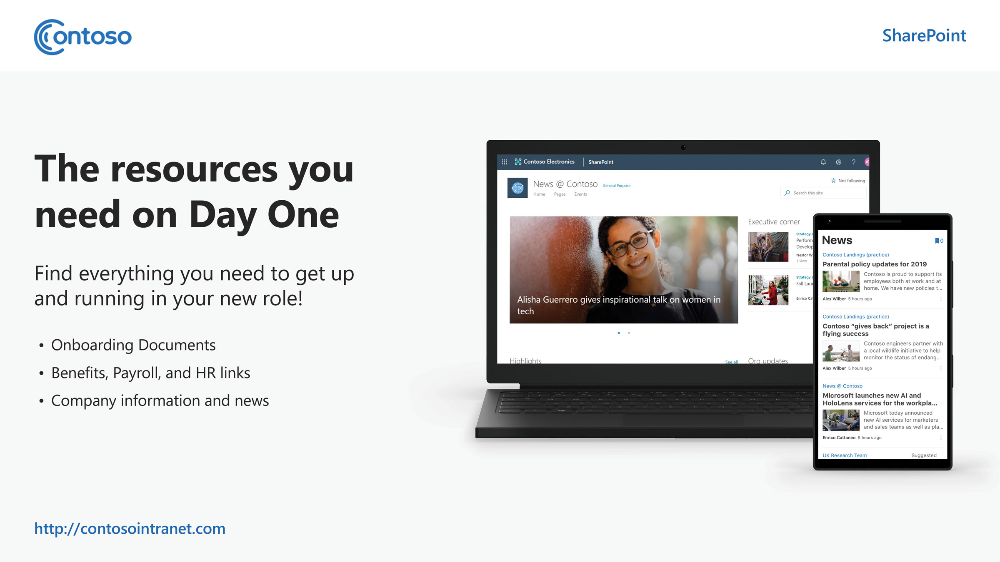 Contoso
SharePoint
The resources you
need on Day One
Find everything you need to get up
and running in your new role!
• Onboarding Documents
• Benefits, Payroll, and HR links
• Company information and news
http://contosointranet.com
Contoso Electronics
SharePoint
?
News @ Contoso
General Purpose
Not following
Home
Pages
Events
Search this site
Alisha Guerrero gives inspirational talk on women in
tech
Executive corner
Strategy
Perform
Develop
Nestor W
1 view
Strategy
Fall Lau
Enrico Cat
Highlights
See all
Org updates
News
0
Contoso Landings (practice)
Parental policy updates for 2019
Contoso is proud to support its
employees both at work and at
home. We have new policies t...
Alex Wilber 5 hours ago
Contoso Landings (practice)
Contoso “gives back” project is a
flying success
Contoso engineers partner with
a local wildlife initiative to help
monitor the status of endang...
Alex Wilber 5 hours ago
News @ Contoso
Microsoft launches new AI and
HoloLens services for the workpla...
Microsoft today announced
new AI services for marketers
and sales teams as well as pla...
Enrico Cattaneo 8 hours ago
UK Research Team
Suggested